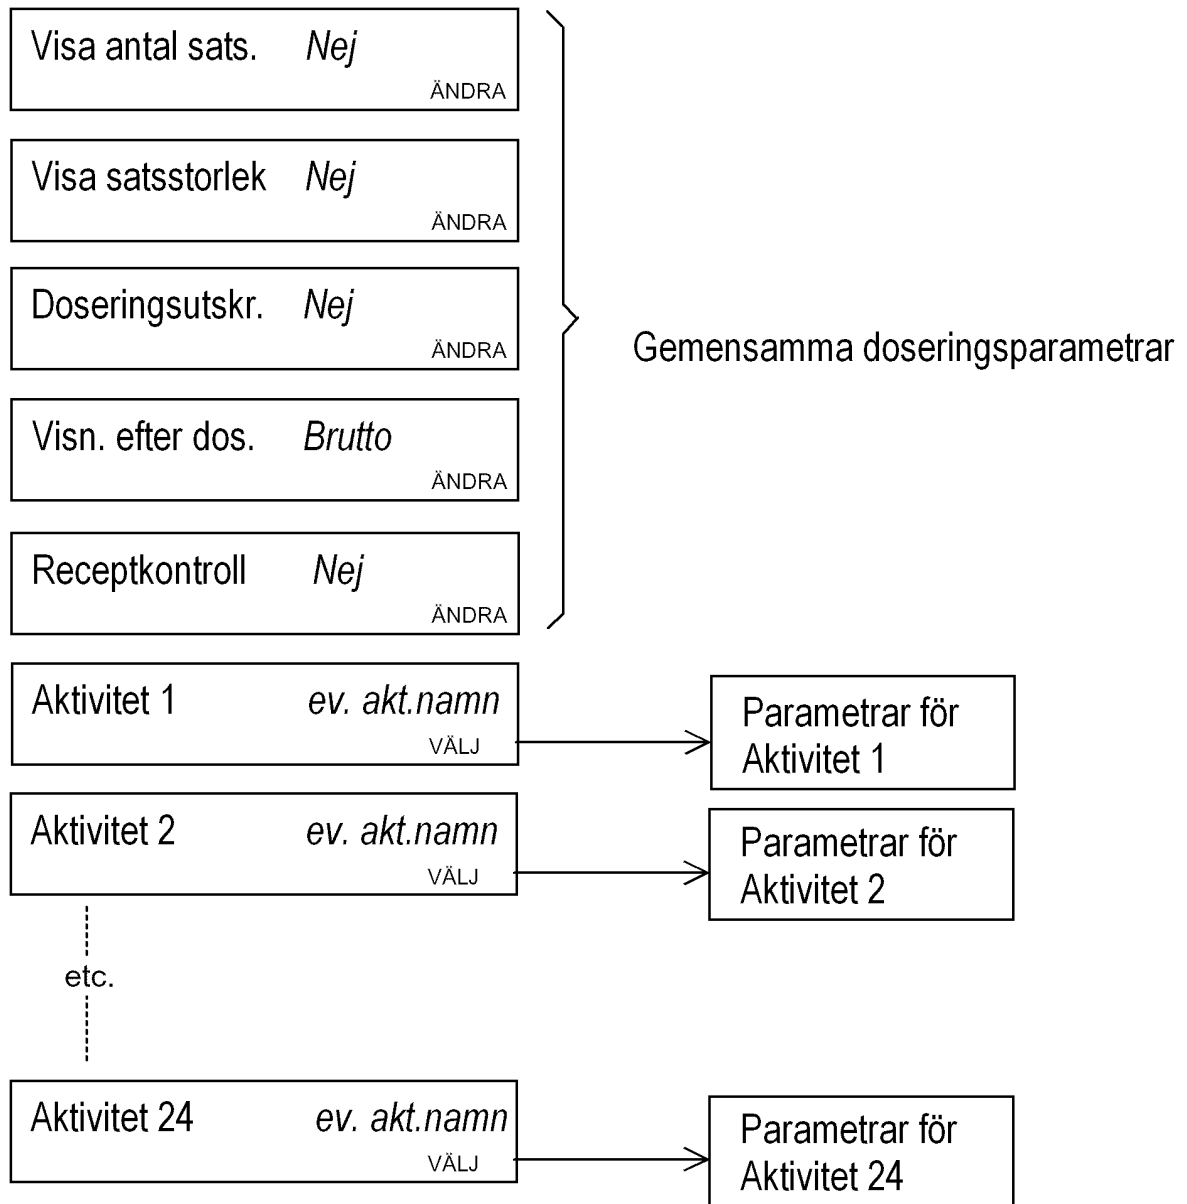 Visa antal sats. Nej
ÄNDRA
Visa satsstorlek Nej
ÄNDRA
Doseringsutskr. Nej
ÄNDRA
Gemensamma doseringsparametrar
Visn. efter dos. Brutto
ÄNDRA
Receptkontroll Nej
ÄNDRA
Aktivitet 1 ev. akt.namn
VÄLJ
Parametrar för
Aktivitet 1
Aktivitet 2 ev. akt.namn
VÄLJ
Parametrar för
Aktivitet 2
etc.
Aktivitet 24 ev. akt.namn
VÄLJ
Parametrar för
Aktivitet 24